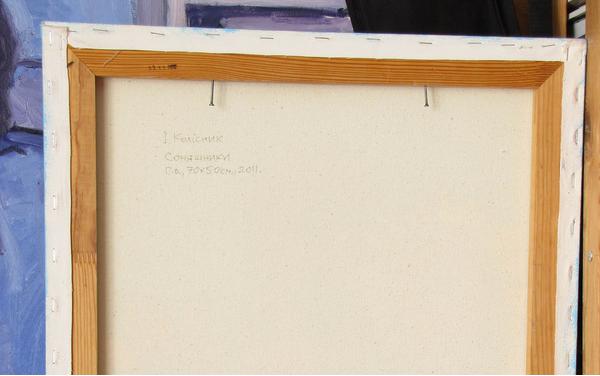 І Колісник
Соняшники
п.о., 70х50см., 2011.